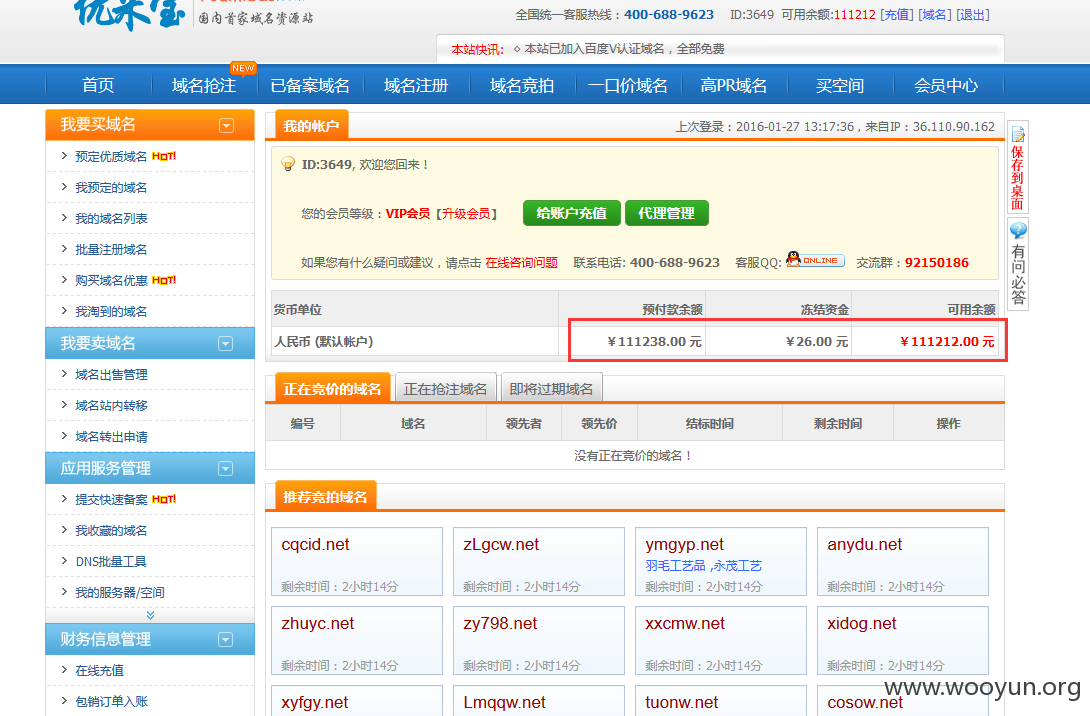 优米宝
国内首家域名资源站
全国统一客服热线：400-688-9623 ID:3649 可用余额:111212 [充值] [域名] [退出]
本站快讯: ◇ 本站已加入百度V认证域名，全部免费
NEW
首页 域名抢注 已备案域名 域名注册 域名竞拍 一口价域名 高PR域名 买空间 会员中心
我要买域名
预定优质域名 HOT!
我预定的域名
我的域名列表
批量注册域名
购买域名优惠 HOT!
我淘到的域名
我要卖域名
域名出售管理
域名站内转移
域名转出申请
应用服务管理
提交快速备案 HOT!
我收藏的域名
DNS批量工具
我的服务器/空间
财务信息管理
在线充值
包销订单入账
我的帐户
上次登录：2016-01-27 13:17:36，来自IP：36.110.90.162
ID:3649, 欢迎您回来！
您的会员等级：VIP会员【升级会员】 给账户充值 代理管理
如果您有什么疑问或建议，请点击 在线咨询问题 联系电话: 400-688-9623 客服QQ: ONLINE 交流群：92150186
货币单位 预付款余额 冻结资金 可用余额
人民币 (默认帐户) ￥111238.00 元 ￥26.00 元 ￥111212.00 元
正在竞价的域名 正在抢注域名 即将过期域名
编号 域名 领先者 领先价 结标时间 剩余时间 操作
没有正在竞价的域名！
推荐竞拍域名
cqcid.net zLgcw.net ymgyp.net anydu.net
羽毛工艺品 ,永茂工艺
剩余时间：2小时14分 剩余时间：2小时14分 剩余时间：2小时14分 剩余时间：2小时14分
zhuyc.net zy798.net xxcmw.net xidog.net
剩余时间：2小时14分 剩余时间：2小时14分 剩余时间：2小时14分 剩余时间：2小时14分
xyfgy.net Lmqqw.net tuonw.net cosow.net
保存到桌面
有问必答
www.wooyun.org